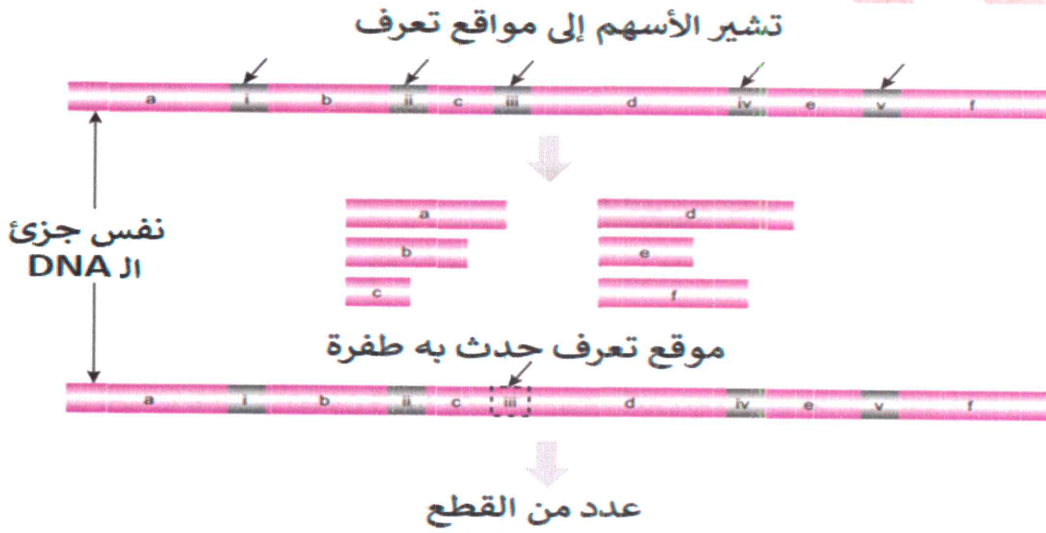 تشير الأسهم إلى مواقع تعرف
a i b ii c iii d iv e v f
a d
b e
c f
نفس جزئ
الـ DNA
موقع تعرف حدث به طفرة
a i b ii c iii d iv e v f
عدد من القطع